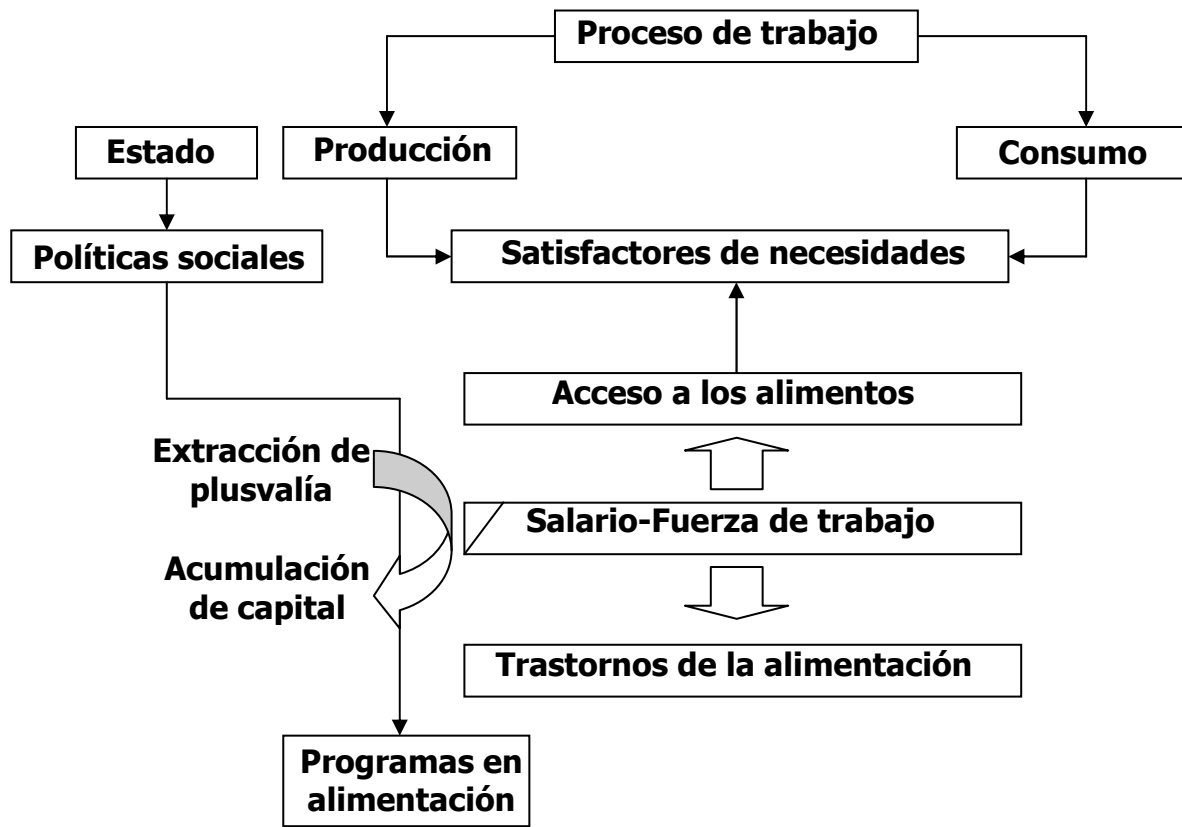 Proceso de trabajo
Estado
Producción
Consumo
Políticas sociales
Satisfactores de necesidades
Acceso a los alimentos
Extracción de
plusvalía
Salario-Fuerza de trabajo
Acumulación
de capital
Trastornos de la alimentación
Programas en
alimentación